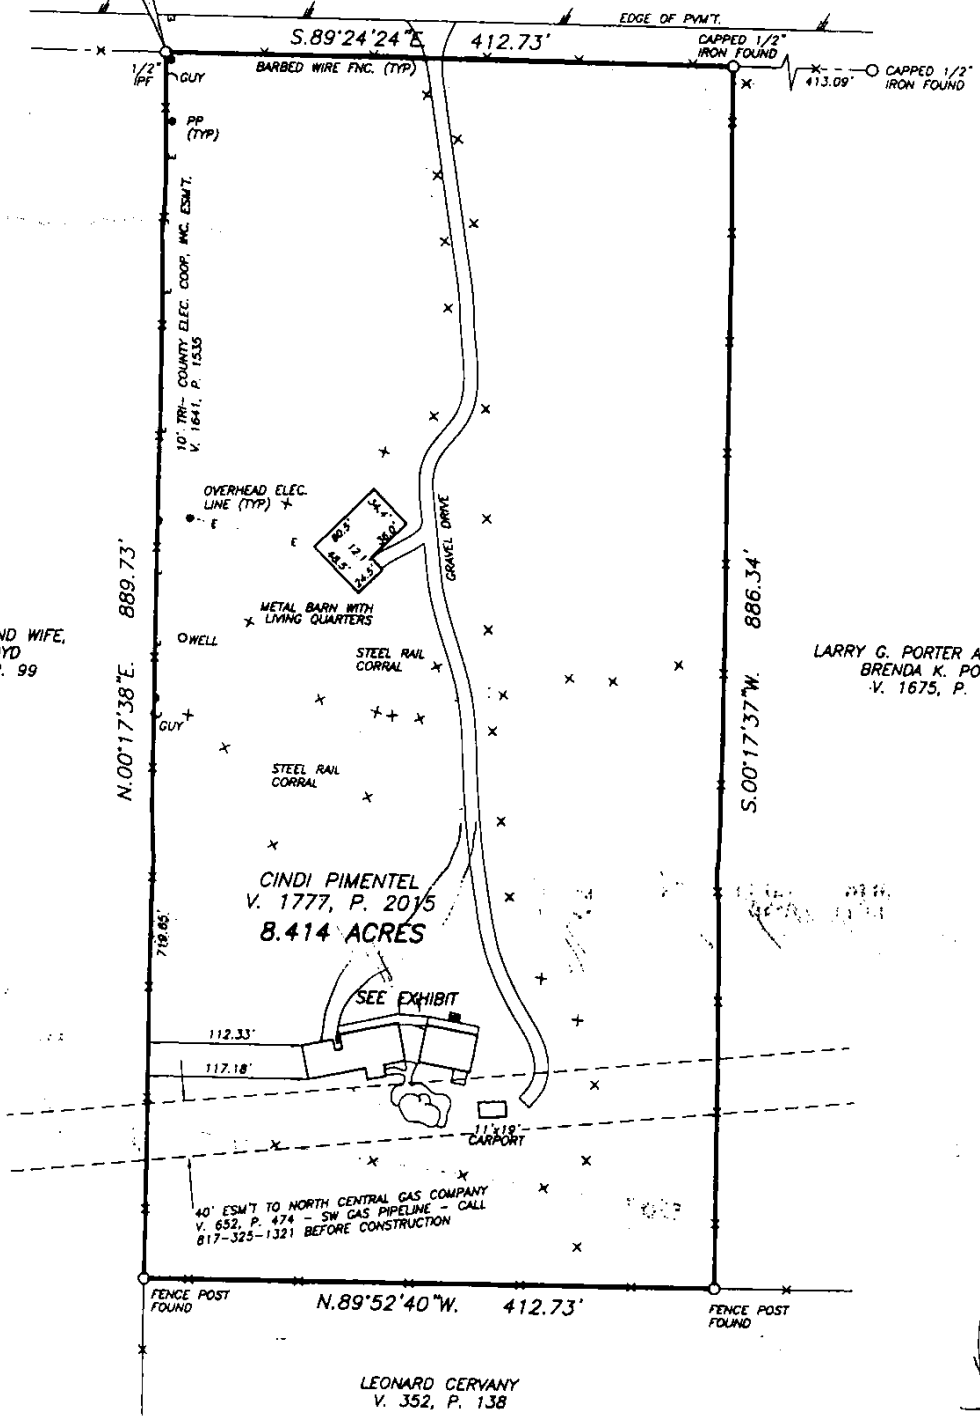 EDGE OF PVM'T.
S.89°24'24"E 412.73'
CAPPED 1/2"
IRON FOUND
1/2"
IPF
GUY
BARBED WIRE FNC. (TYP)
413.09'
CAPPED 1/2"
IRON FOUND
PP
(TYP)
10' TRI- COUNTY ELEC. COOP, INC. ESM'T.
V. 1641, P. 1535
OVERHEAD ELEC.
LINE (TYP)
E
E
80.5'
54.4'
36.0'
12.1'
48.5'
24.5'
GRAVEL DRIVE
METAL BARN WITH
LIVING QUARTERS
WELL
STEEL RAIL
CORRAL
N.00°17'38"E. 889.73'
S.00°17'37"W. 886.34'
ND WIFE,
YD
P. 99
LARRY G. PORTER A
BRENDA K. PO
V. 1675, P.
GUY
STEEL RAIL
CORRAL
CINDI PIMENTEL
V. 1777, P. 2015
8.414 ACRES
719.65'
SEE EXHIBIT
112.33'
117.18'
11'x19'
CARPORT
40' ESM'T TO NORTH CENTRAL GAS COMPANY
V. 652, P. 474 - SW GAS PIPELINE - CALL
817-325-1321 BEFORE CONSTRUCTION
FENCE POST
FOUND
N.89°52'40"W. 412.73'
FENCE POST
FOUND
LEONARD CERVANY
V. 352, P. 138